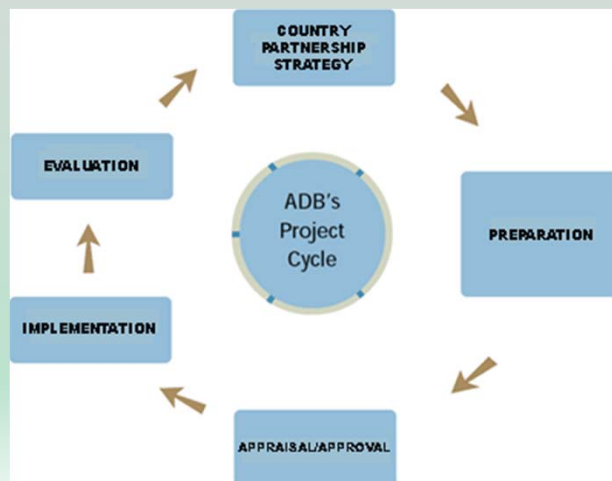 COUNTRY
PARTNERSHIP
STRATEGY
EVALUATION
ADB's
Project
Cycle
PREPARATION
IMPLEMENTATION
APPRAISAL/APPROVAL